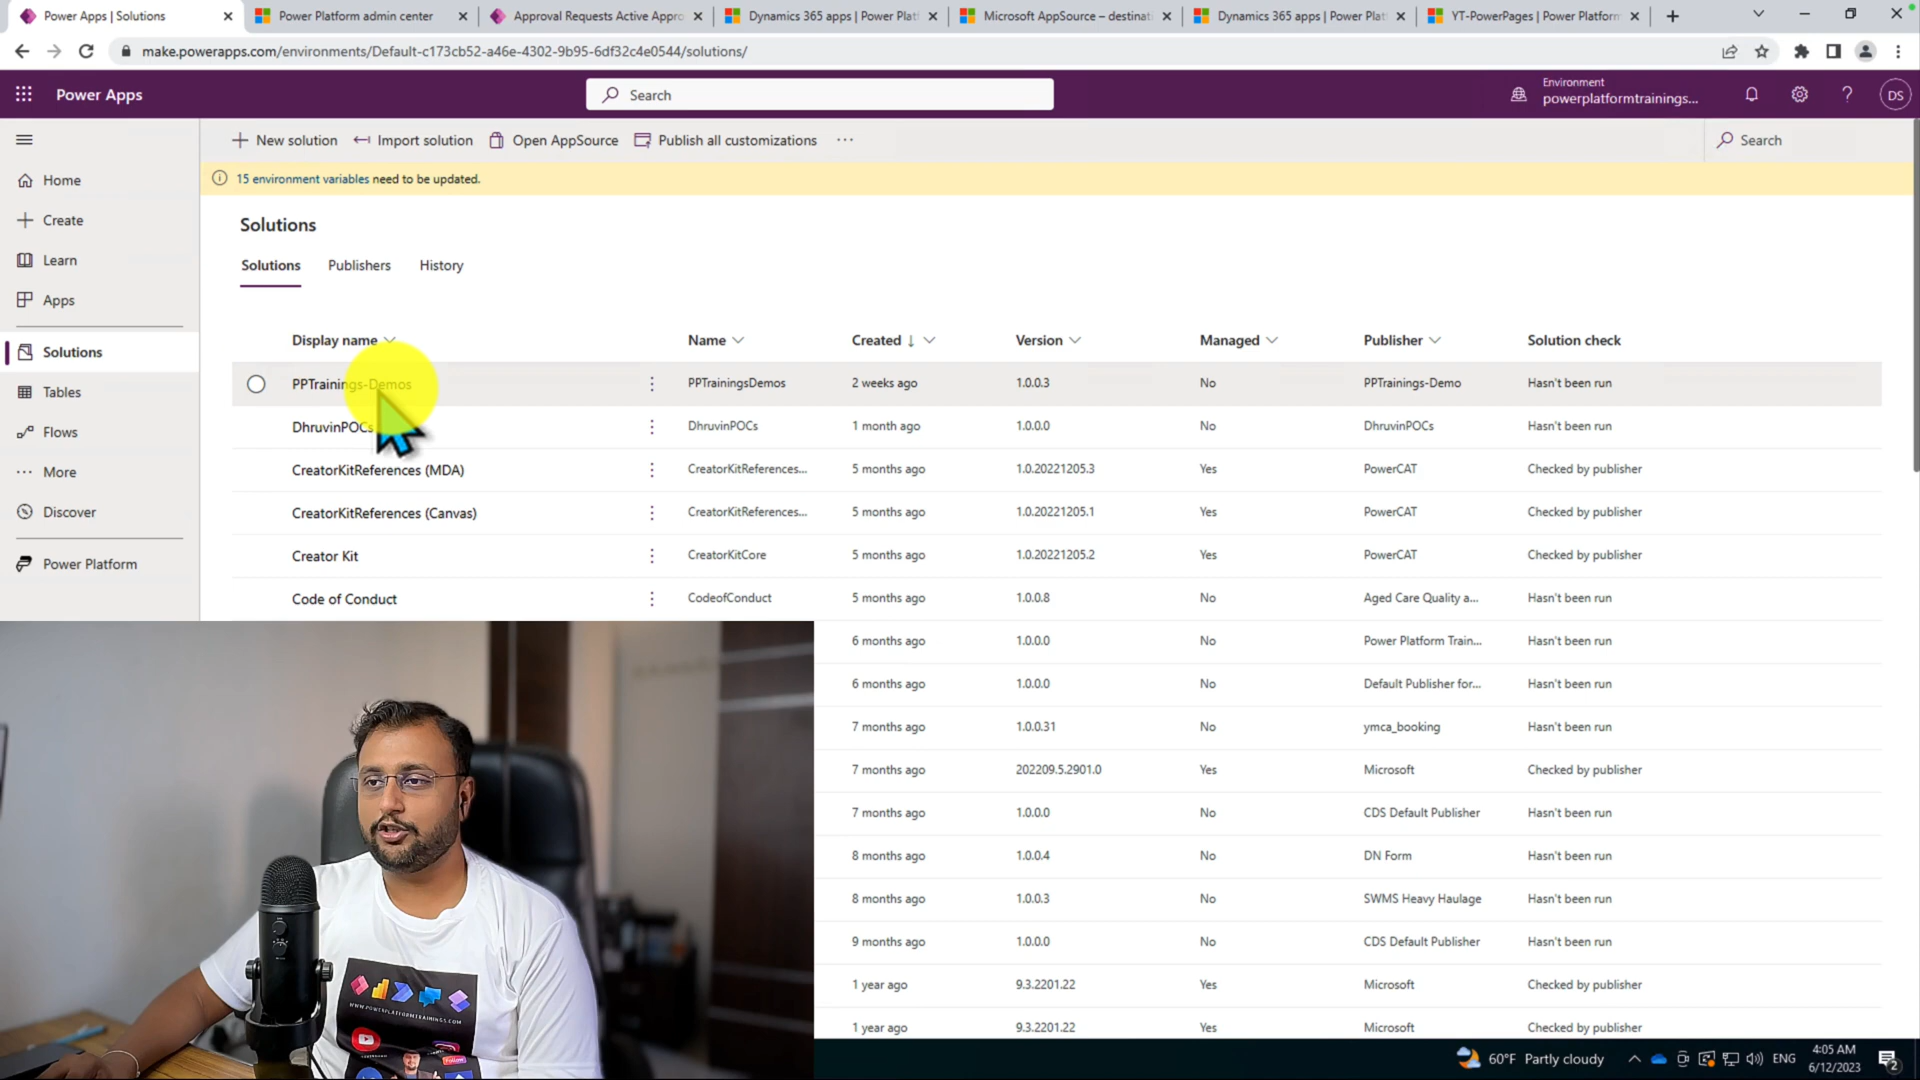 Power Apps | Solutions
Power Platform admin center
Approval Requests Active Appro
Dynamics 365 apps | Power Plat
Microsoft AppSource – destinati
Dynamics 365 apps | Power Plat
YT-PowerPages | Power Platform
make.powerapps.com/environments/Default-c173cb52-a46e-4302-9b95-6df32c4e0544/solutions/
Power Apps
Search
Environment
powerplatformtrainings...
DS
New solution
Import solution
Open AppSource
Publish all customizations
Search
15 environment variables need to be updated.
Home
Create
Learn
Apps
Solutions
Tables
Flows
More
Discover
Power Platform
Solutions
Solutions Publishers History
Display name Name Created Version Managed Publisher Solution check
PPTrainings-Demos PPTrainingsDemos 2 weeks ago 1.0.0.3 No PPTrainings-Demo Hasn't been run
DhruvinPOCs DhruvinPOCs 1 month ago 1.0.0.0 No DhruvinPOCs Hasn't been run
CreatorKitReferences (MDA) CreatorKitReferences... 5 months ago 1.0.20221205.3 Yes PowerCAT Checked by publisher
CreatorKitReferences (Canvas) CreatorKitReferences... 5 months ago 1.0.20221205.1 Yes PowerCAT Checked by publisher
Creator Kit CreatorKitCore 5 months ago 1.0.20221205.2 Yes PowerCAT Checked by publisher
Code of Conduct CodeofConduct 5 months ago 1.0.0.8 No Aged Care Quality a... Hasn't been run
6 months ago 1.0.0.0 No Power Platform Train... Hasn't been run
6 months ago 1.0.0.0 No Default Publisher for... Hasn't been run
7 months ago 1.0.0.31 No ymca_booking Hasn't been run
7 months ago 202209.5.2901.0 Yes Microsoft Checked by publisher
7 months ago 1.0.0.0 No CDS Default Publisher Hasn't been run
8 months ago 1.0.0.4 No DN Form Hasn't been run
8 months ago 1.0.0.3 No SWMS Heavy Haulage Hasn't been run
9 months ago 1.0.0.0 No CDS Default Publisher Hasn't been run
1 year ago 9.3.2201.22 Yes Microsoft Checked by publisher
1 year ago 9.3.2201.22 Yes Microsoft Checked by publisher
WWW.POWERPLATFORMTRAININGS.COM
Follow
60°F Partly cloudy
ENG
4:05 AM
6/12/2023
2